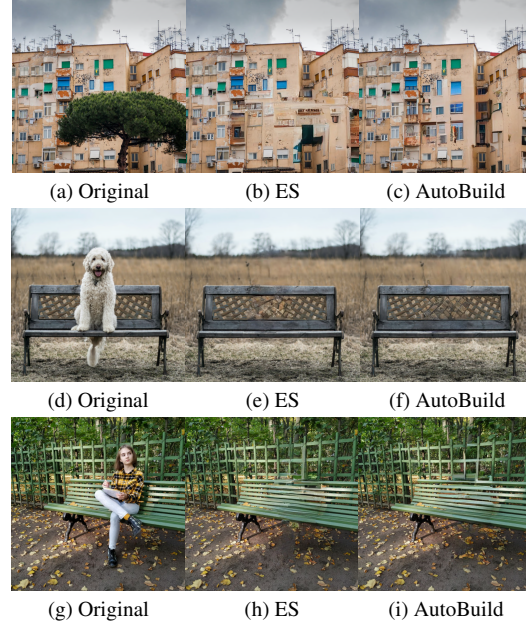 (a) Original (b) ES (c) AutoBuild
(d) Original (e) ES (f) AutoBuild
(g) Original (h) ES (i) AutoBuild